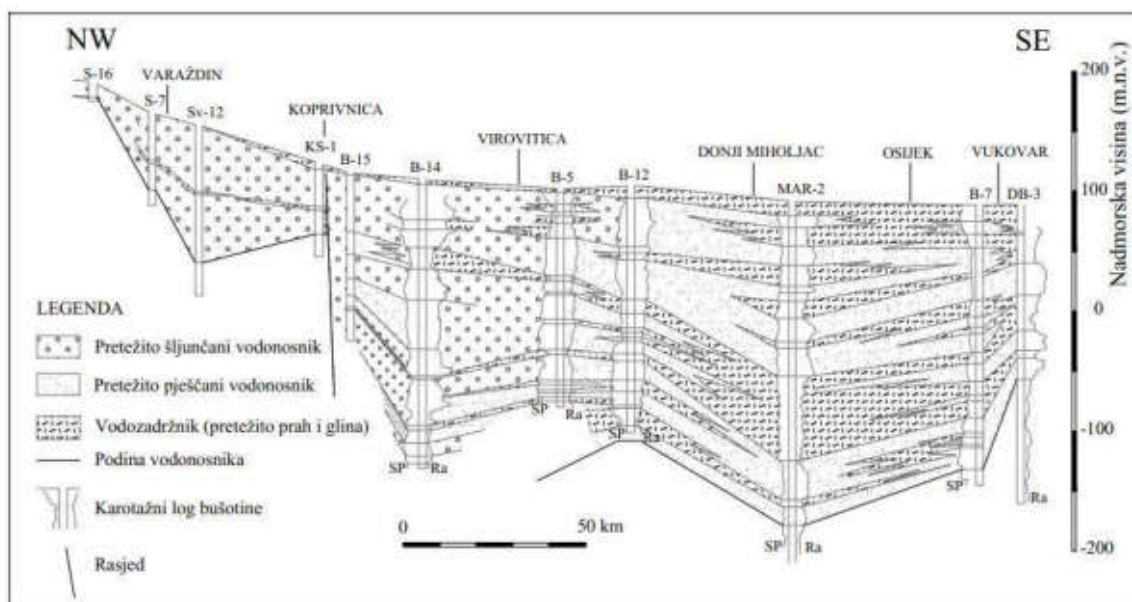 NW
SE
S-16
VARAŽDIN
S-7
Sv-12
KOPRIVNICA
KS-1
B-15
B-14
VIROVITICA
B-5
B-12
DONJI MIHOLJAC
MAR-2
OSIJEK
VUKOVAR
B-7
DB-3
200
100
0
-100
-200
Nadmorska visina (m.n.v.)
LEGENDA
Pretežito šljunčani vodonosnik
Pretežito pješčani vodonosnik
Vodozadržnik (pretežito prah i glina)
Podina vodonosnika
Karotažni log bušotine
Rasjed
SP
Ra
SP
Ra
SP
Ra
SP
Ra
SP
Ra
0
50 km